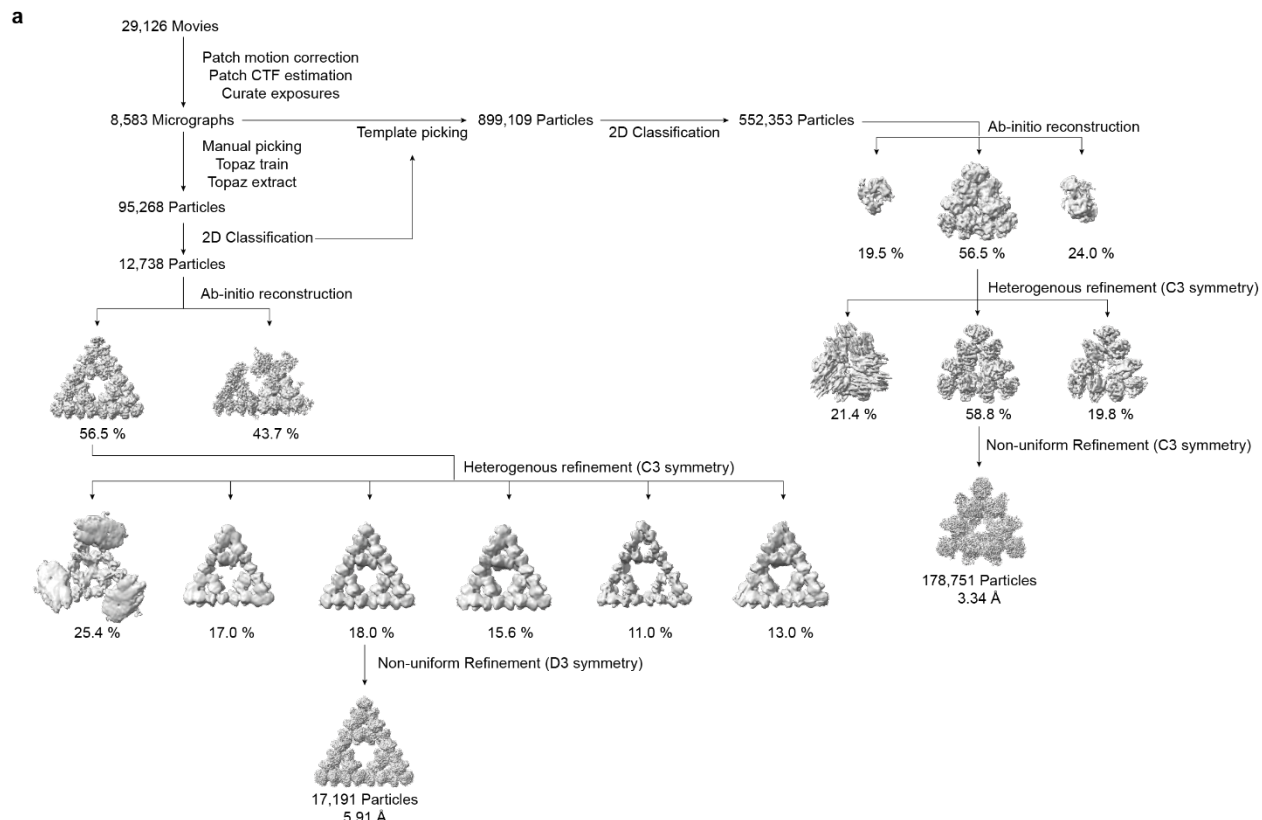 a
29,126 Movies
Patch motion correction
Patch CTF estimation
Curate exposures
8,583 Micrographs
Template picking
899,109 Particles
2D Classification
552,353 Particles
Ab-initio reconstruction
Manual picking
Topaz train
Topaz extract
95,268 Particles
2D Classification
12,738 Particles
Ab-initio reconstruction
19.5 %
56.5 %
24.0 %
Heterogenous refinement (C3 symmetry)
21.4 %
58.8 %
19.8 %
56.5 %
43.7 %
Non-uniform Refinement (C3 symmetry)
Heterogenous refinement (C3 symmetry)
178,751 Particles
3.34 Å
25.4 %
17.0 %
18.0 %
15.6 %
11.0 %
13.0 %
Non-uniform Refinement (D3 symmetry)
17,191 Particles
5.91 Å